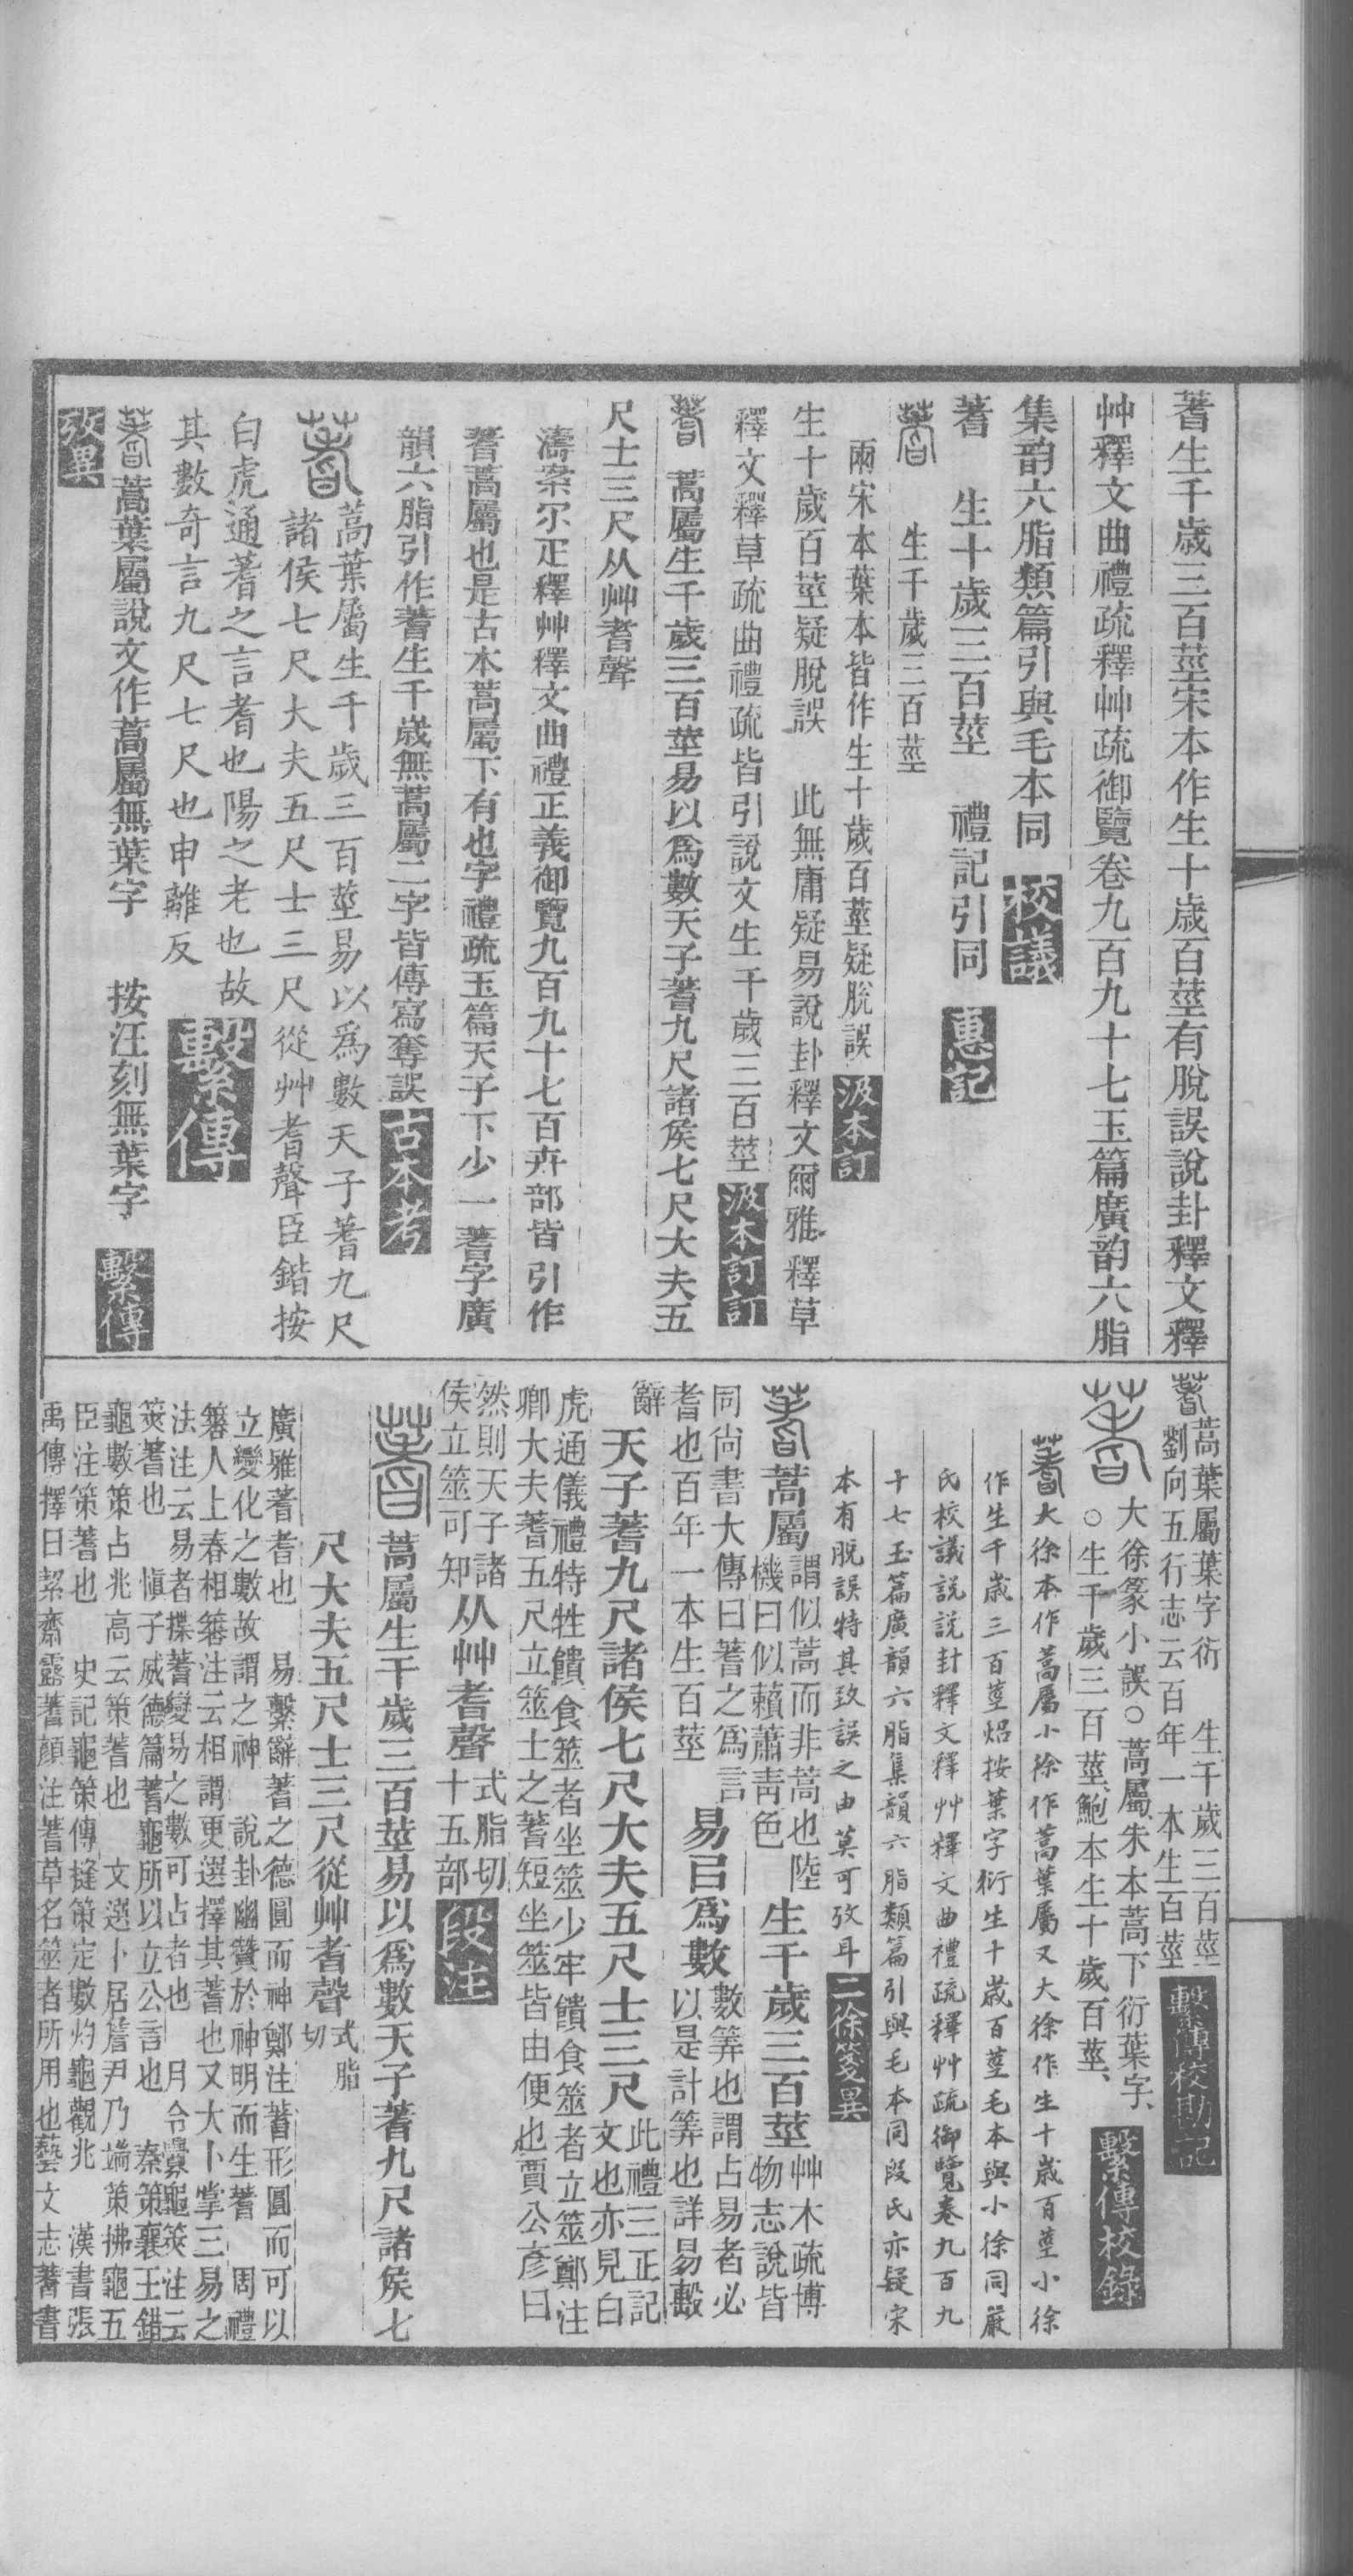 蓍生千歲三百莖宋本作生十歲百莖有脫誤說卦釋文釋
艸釋文曲禮疏釋艸疏御覽卷九百九十七玉篇廣韵六脂
集韵六脂類篇引與毛本同 校議
蓍 生十歲三百莖 禮記引同 惠記
蓍 生千歲三百莖
兩宋本葉本皆作生十歲百莖疑脫誤 汲本訂
生十歲百莖疑脫誤 此無庸疑易說卦釋文爾雅釋草
釋文釋草疏曲禮疏皆引說文生千歲三百莖 汲本訂訂
蓍 蒿屬生千歲三百莖易以爲數天子蓍九尺諸侯七尺大夫五
尺士三尺从艸耆聲
濤案尔疋釋艸釋文曲禮正義御覽九百九十七百卉部皆引作
蓍蒿屬也是古本蒿屬下有也字禮疏玉篇天子下少一蓍字廣
韻六脂引作蓍生千歲無蒿屬二字皆傳寫奪誤 古本考
蓍 蒿葉屬生千歲三百莖易以爲數天子蓍九尺
諸侯七尺大夫五尺士三尺從艸耆聲臣鍇按
白虎通蓍之言耆也陽之老也故
其數奇言九尺七尺也申離反 繫傳
蓍 蒿葉屬說文作蒿屬無葉字 按汪刻無葉字 繫傳
攷異
蓍 蒿葉屬葉字衍 生千歲三百莖
劉向五行志云百年一本生百莖 繫傳校勘記
蓍 大徐篆小誤○蒿屬朱本蒿下衍葉字、
○生千歲三百莖、鮑本生十歲百莖、 繫傳校錄
蓍 大徐本作蒿屬小徐作蒿葉屬又大徐作生十歲百莖小徐
作生千歲三百莖炤按葉字衍生十歲百莖毛本與小徐同嚴
氏校議說說卦釋文釋艸釋文曲禮疏釋艸疏御覽卷九百九
十七玉篇廣韻六脂集韻六脂類篇引與毛本同段氏亦疑宋
本有脫誤特其致誤之由莫可攷耳 二徐箋異
蓍 蒿屬 謂似蒿而非蒿也陸
機曰似藾蕭靑色 生千歲三百莖 艸木疏博
物志說皆
同尙書大傳曰蓍之爲言
耆也百年一本生百莖 易㠯爲數 數筭也謂占易者必
以是計筭也詳易毄
辭 天子蓍九尺諸侯七尺大夫五尺士三尺 此禮三正記
文也亦見白
虎通儀禮特牲饋食筮者坐筮少牢饋食筮者立筮鄭注
卿大夫蓍五尺立筮士之蓍短坐筮皆由便也賈公彥曰
然則天子諸
侯立筮可知 从艸耆聲 式脂切
十五部 段注
蓍 蒿屬生千歲三百莖易以爲數天子蓍九尺諸侯七
尺大夫五尺士三尺從艸耆聲 式脂
切
廣雅蓍耆也 易繫辭蓍之德圓而神鄭注蓍形圓而可以
立變化之數故謂之神 說卦幽贊於神明而生蓍 周禮
簭人上春相簭注云相謂更選擇其蓍也又大卜掌三易之
法注云易者揲蓍變易之數可占者也 月令釁龜筴注云
筴蓍也 愼子威德篇蓍龜所以立公言也 秦策襄王錯
龜數策占兆高云策蓍也 文選卜居詹尹乃端策拂龜五
臣注策蓍也 史記龜策傳摓策定數灼龜觀兆 漢書張
禹傳擇日絜齋露蓍顏注蓍草名筮者所用也藝文志蓍書